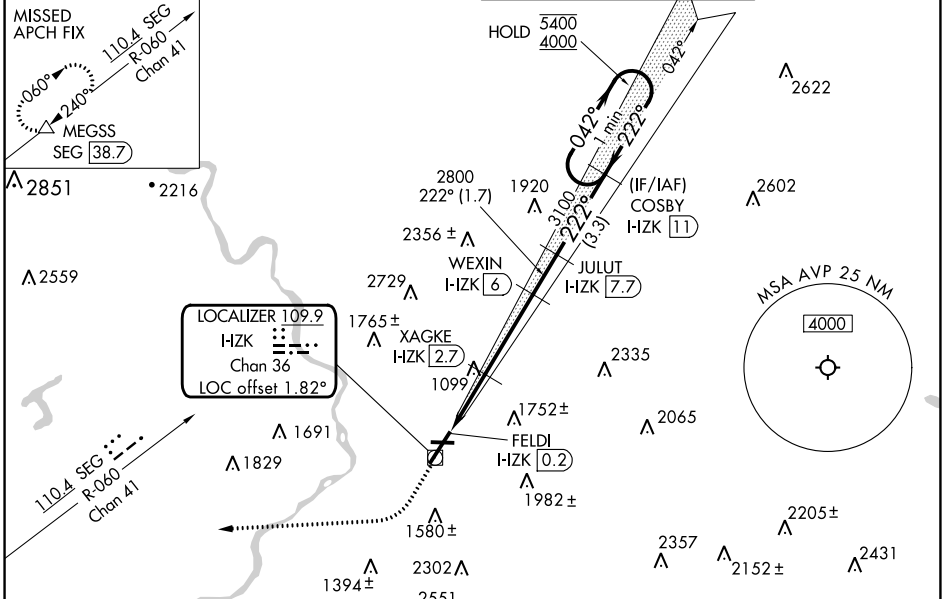 MISSED
APCH FIX
110.4 SEG
R-060
Chan 41
060°
240°
MEGSS
SEG 38.7
2851
2216
2559
HOLD 5400
4000
042°
042°
1 min
222°
2622
2602
1920
(IF/IAF)
COSBY
I-IZK 11
2800
222° (1.7)
3100
222°
(3.3)
2356 ±
WEXIN
I-IZK 6
JULUT
I-IZK 7.7
2729
MSA AVP 25 NM
4000
LOCALIZER 109.9
I-IZK
Chan 36
LOC offset 1.82°
1765±
XAGKE
I-IZK 2.7
1099
2335
1752±
2065
FELDI
I-IZK 0.2
1691
1829
110.4 SEG
R-060
Chan 41
1982±
1580±
2205±
2357
2152±
2431
1394±
2302
2551